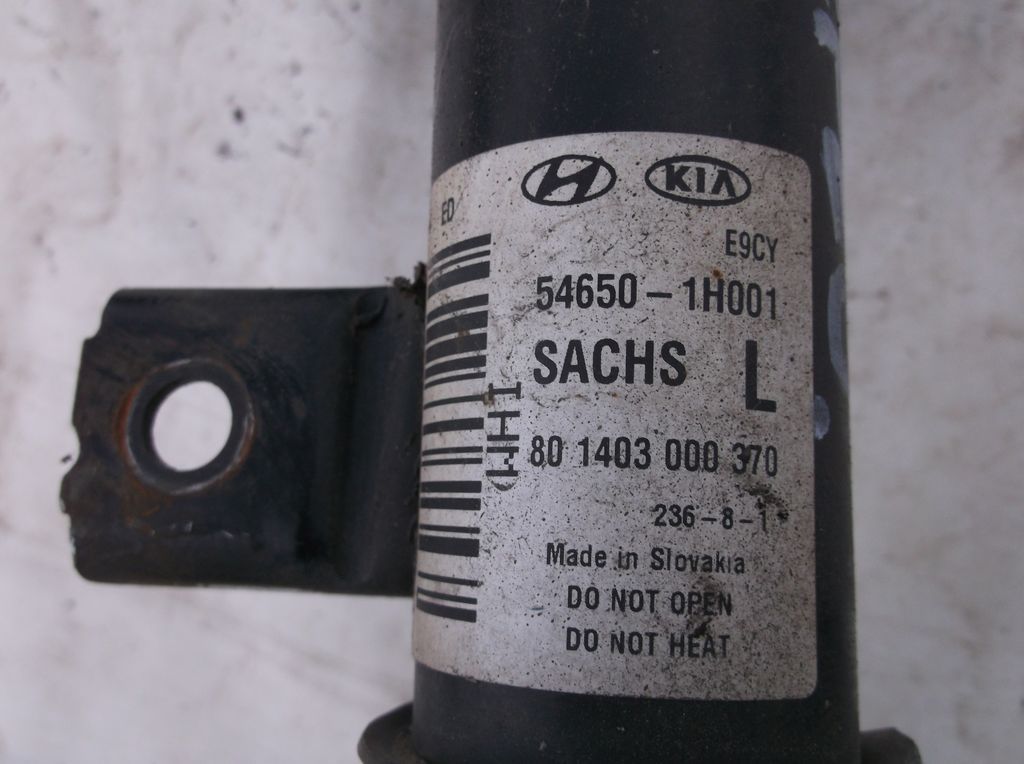 KIA
ED
E9CY
54650-1H001
SACHS L
80 1403 000 370
236-8-1
Made in Slovakia
DO NOT OPEN
DO NOT HEAT